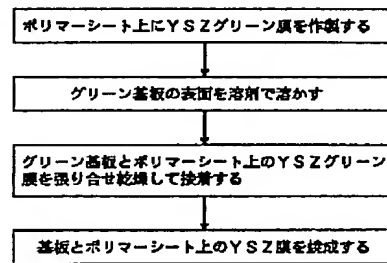 ポリマーシート上にＹＳＺグリーン膜を作製する
グリーン基板の表面を溶剤で溶かす
グリーン基板とポリマーシート上のＹＳＺグリーン
膜を張り合せ乾燥して接着する
基板とポリマーシート上のＹＳＺ膜を焼成する